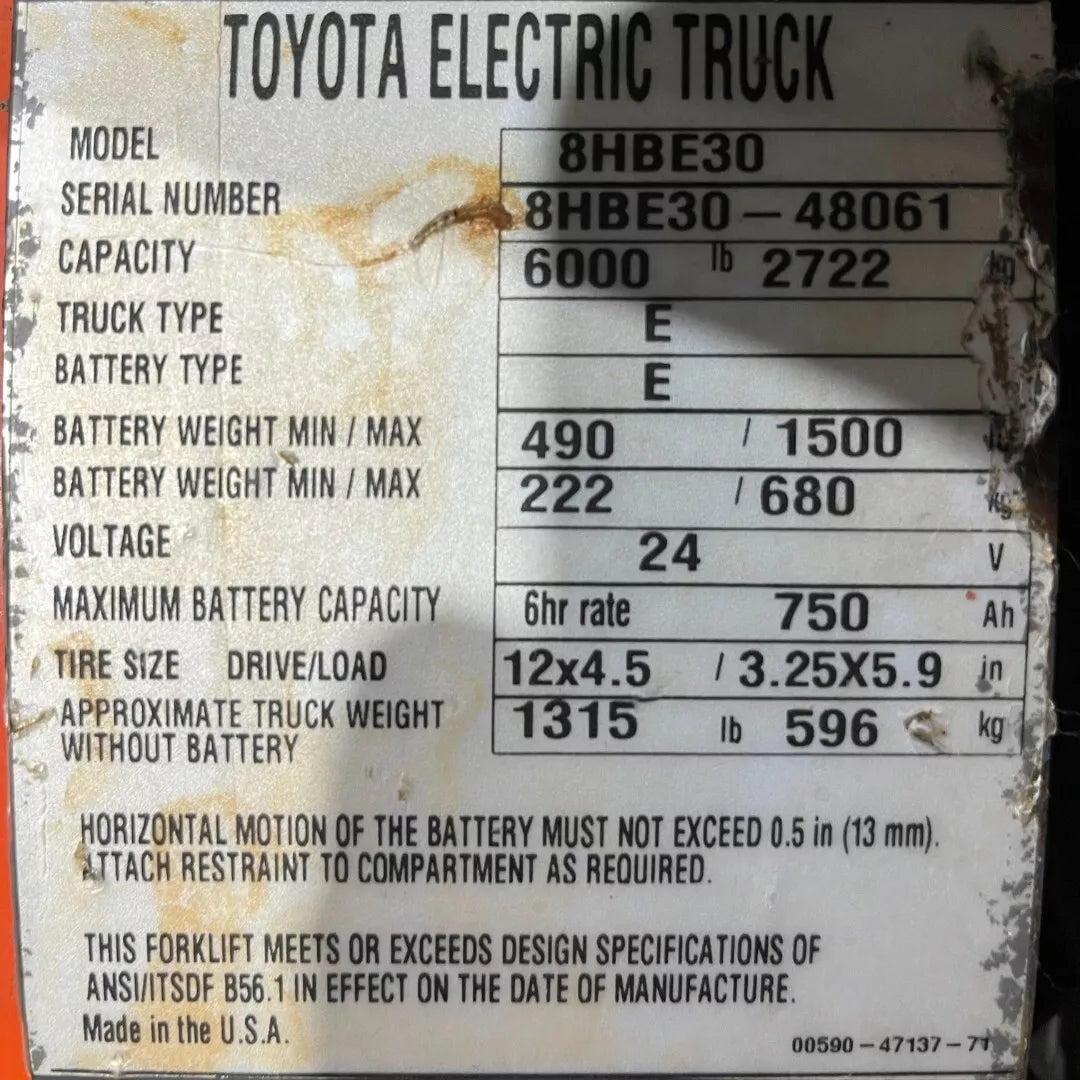 TOYOTA ELECTRIC TRUCK
MODEL 8HBE30
SERIAL NUMBER 8HBE30－48061
CAPACITY 6000 lb 2722 kg
TRUCK TYPE E
BATTERY TYPE E
BATTERY WEIGHT MIN / MAX 490 / 1500
BATTERY WEIGHT MIN / MAX 222 / 680 kg
VOLTAGE 24 V
MAXIMUM BATTERY CAPACITY 6hr rate 750 Ah
TIRE SIZE DRIVE/LOAD 12x4.5 / 3.25X5.9 in
APPROXIMATE TRUCK WEIGHT
WITHOUT BATTERY 1315 lb 596 kg
HORIZONTAL MOTION OF THE BATTERY MUST NOT EXCEED 0.5 in (13 mm).
ATTACH RESTRAINT TO COMPARTMENT AS REQUIRED.
THIS FORKLIFT MEETS OR EXCEEDS DESIGN SPECIFICATIONS OF
ANSI/ITSDF B56.1 IN EFFECT ON THE DATE OF MANUFACTURE.
Made in the U.S.A.
00590－47137－71